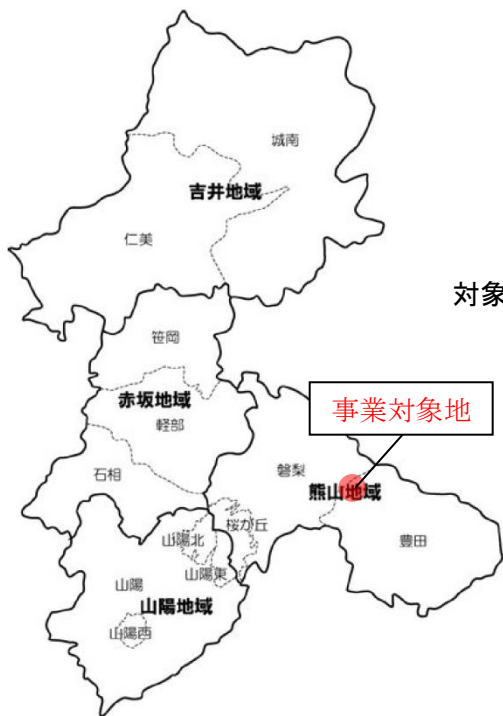 城南
吉井地域
仁美
対象
笹岡
赤坂地域
軽部
事業対象地
石相
磐梨
熊山地域
桜が丘
山陽北
豊田
山陽東
山陽
山陽地域
山陽西